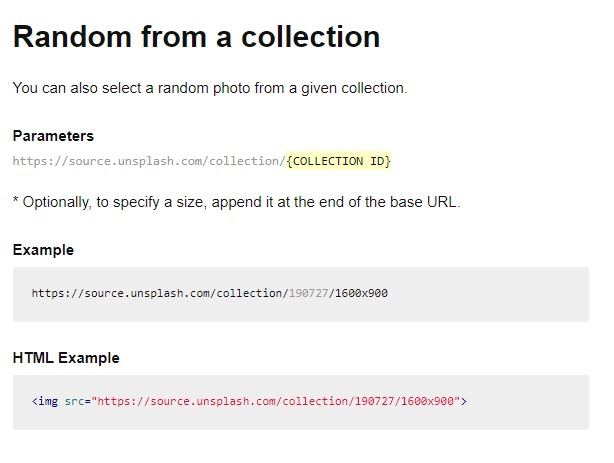 Random from a collection
You can also select a random photo from a given collection.
Parameters
https://source.unsplash.com/collection/{COLLECTION ID}
* Optionally, to specify a size, append it at the end of the base URL.
Example
https://source.unsplash.com/collection/190727/1600x900
HTML Example
<img src="https://source.unsplash.com/collection/190727/1600x900">